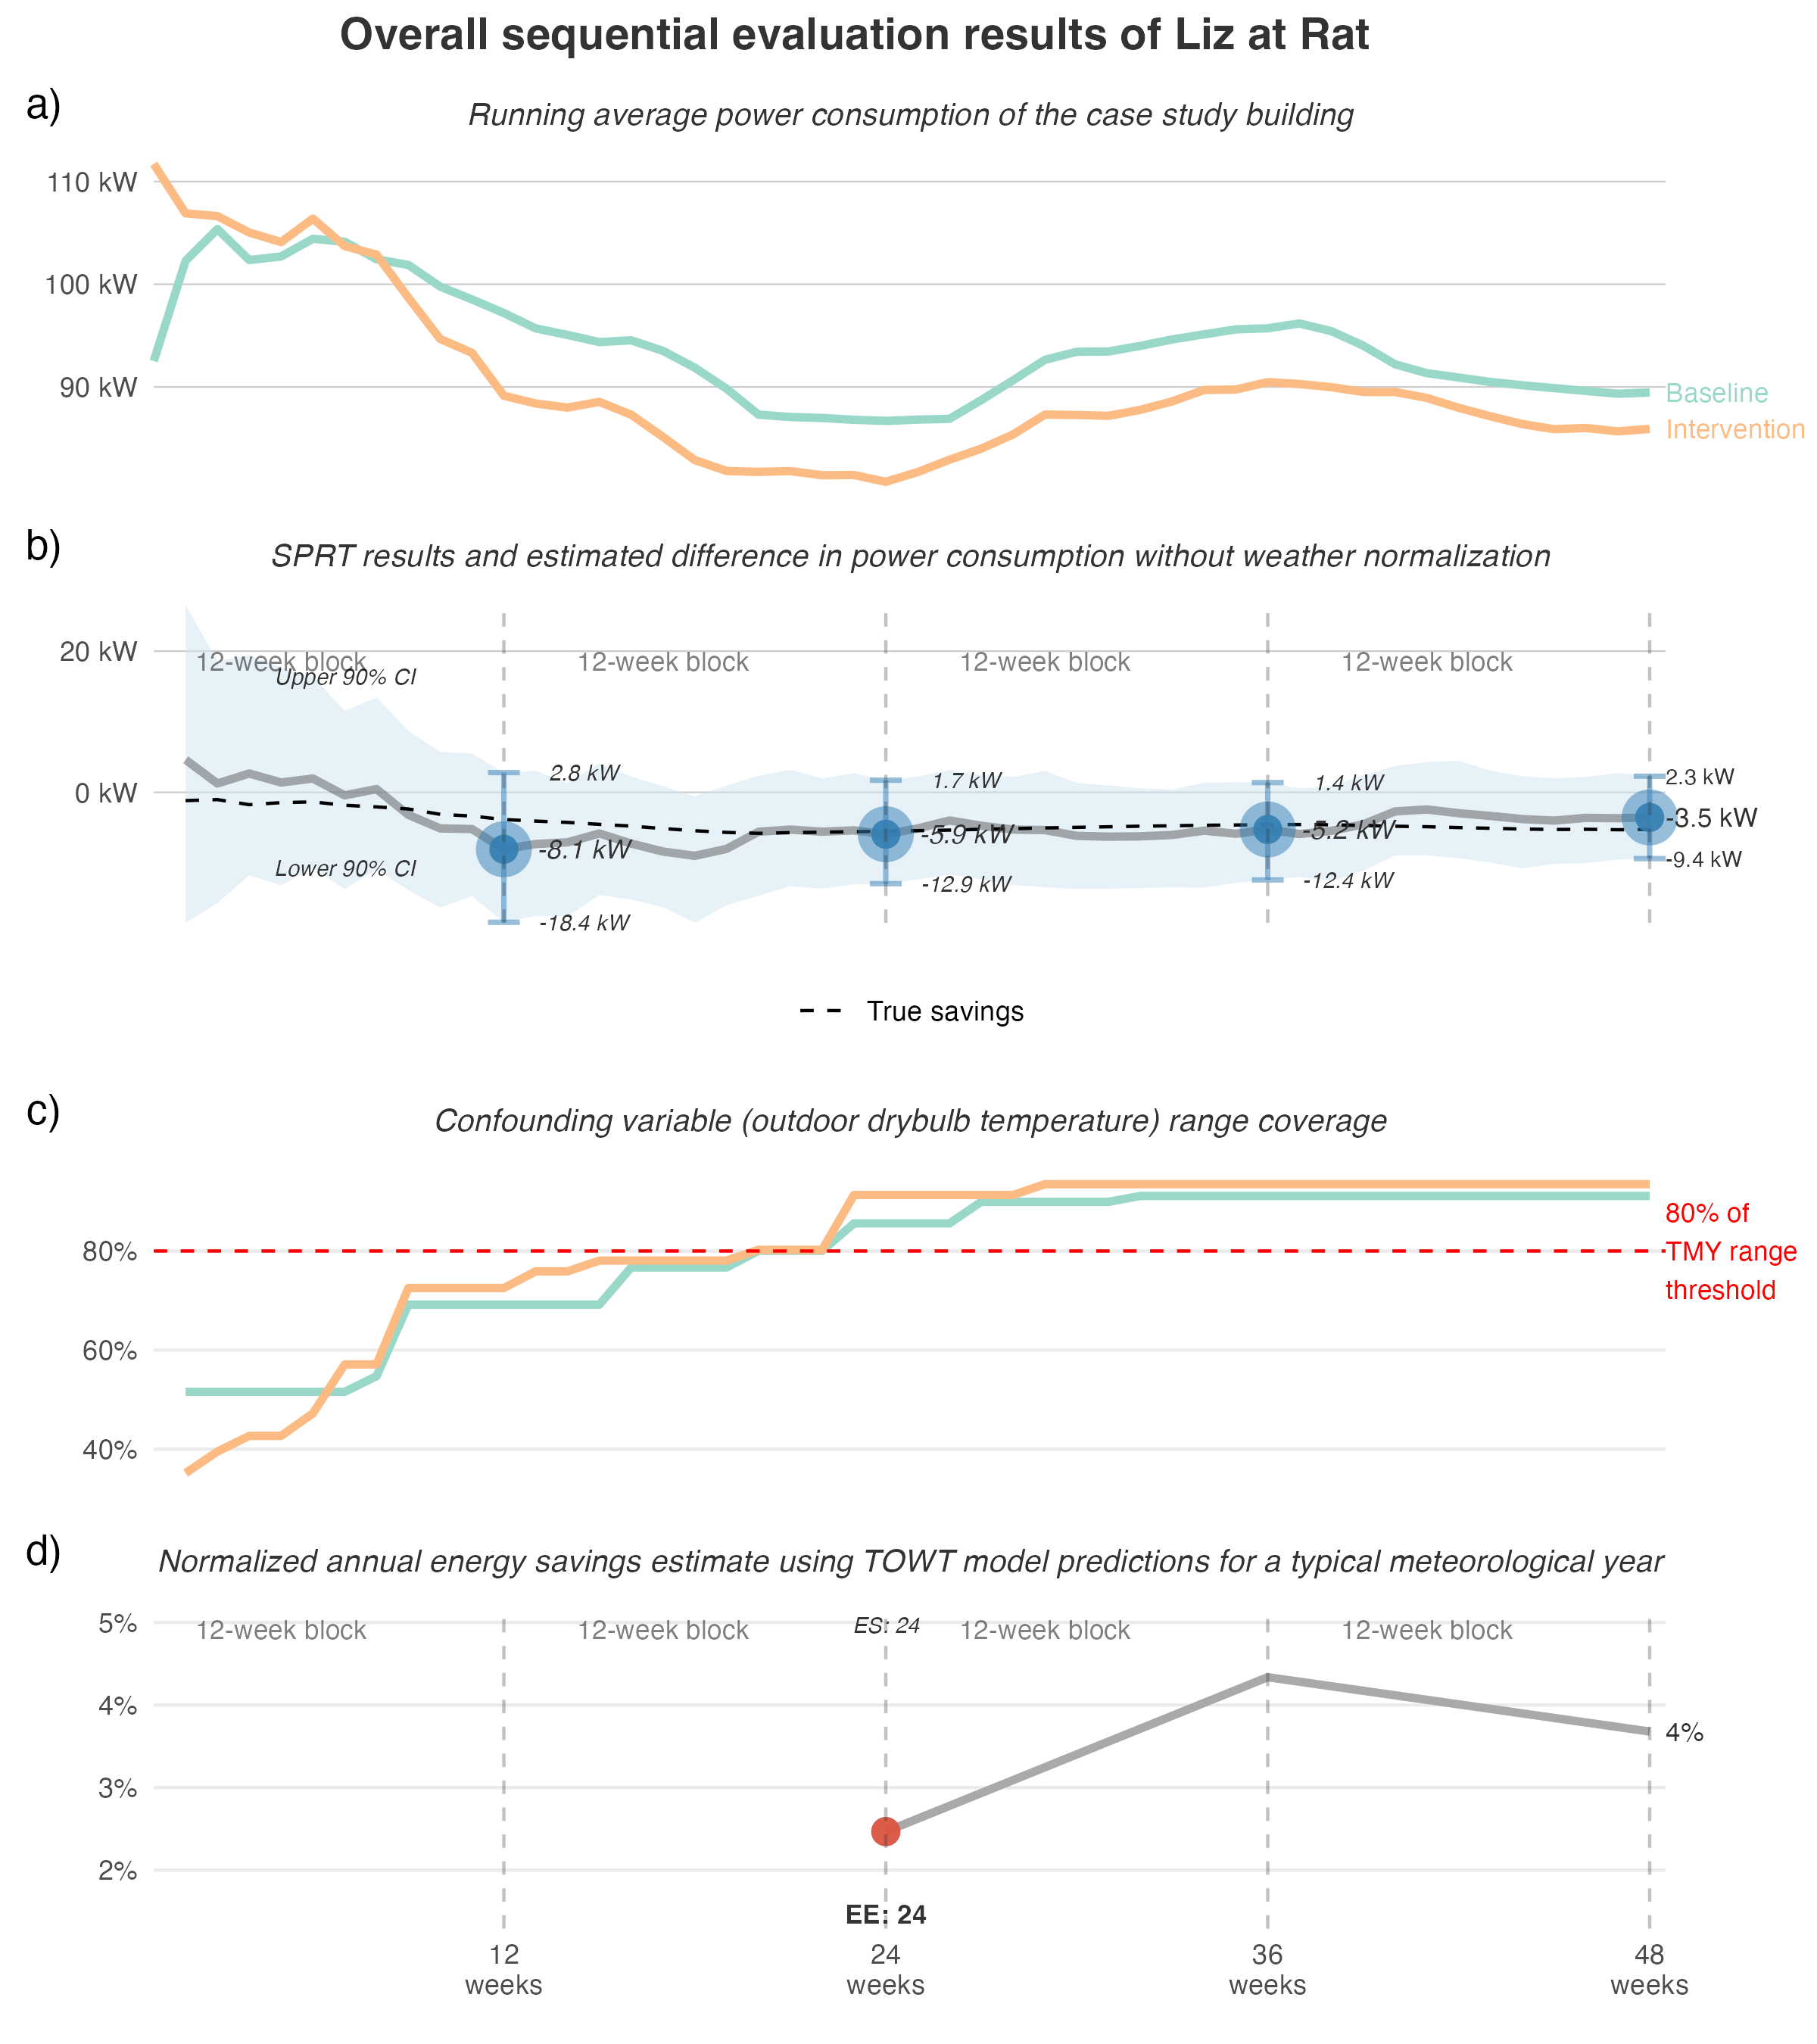 Overall sequential evaluation results of Liz at Rat
a)
Running average power consumption of the case study building
110 kW
100 kW
90 kW
Baseline
Intervention
b)
SPRT results and estimated difference in power consumption without weather normalization
20 kW
12-week block
12-week block
12-week block
12-week block
Upper 90% CI
0 kW
2.8 kW
1.7 kW
1.4 kW
2.3 kW
-8.1 kW
-5.9 kW
-5.2 kW
-3.5 kW
Lower 90% CI
-18.4 kW
-12.9 kW
-12.4 kW
-9.4 kW
True savings
c)
Confounding variable (outdoor drybulb temperature) range coverage
80%
60%
40%
80% of
TMY range
threshold
d)
Normalized annual energy savings estimate using TOWT model predictions for a typical meteorological year
5%
4%
3%
2%
12-week block
12-week block
ES: 24
12-week block
12-week block
4%
EE: 24
12
weeks
24
weeks
36
weeks
48
weeks